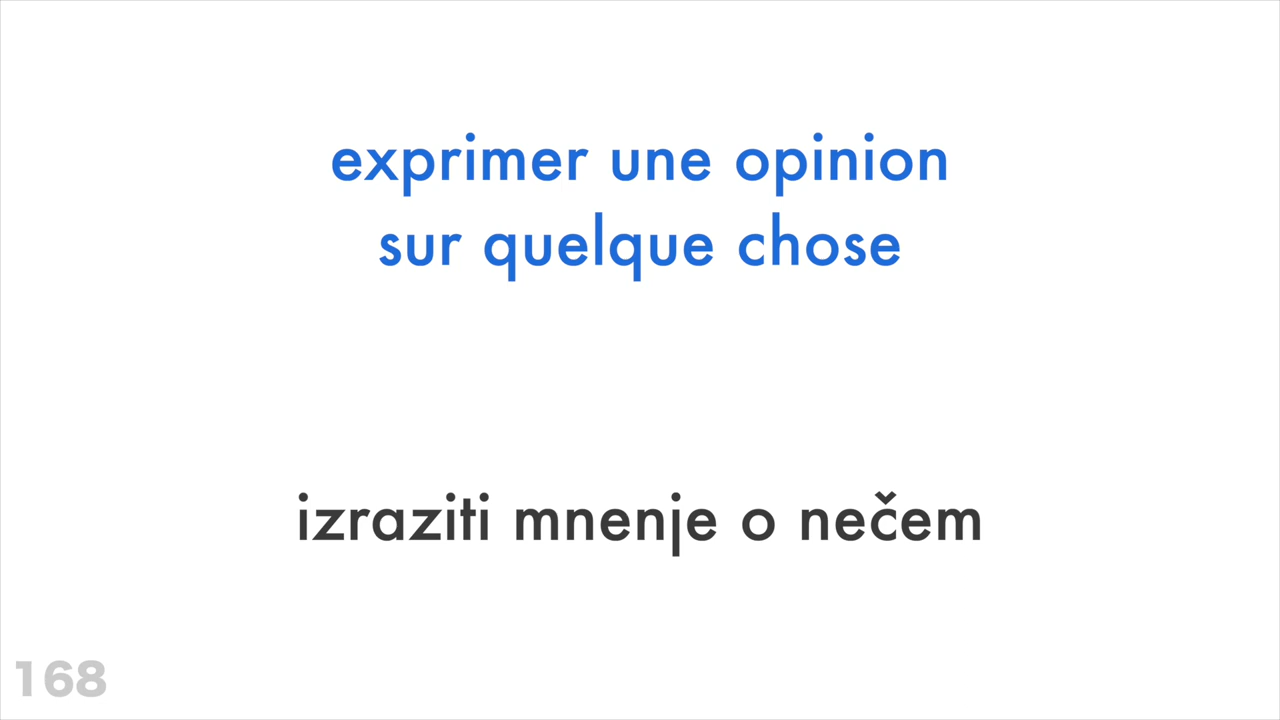 exprimer une opinion
sur quelque chose
izraziti mnenje o nečem
168